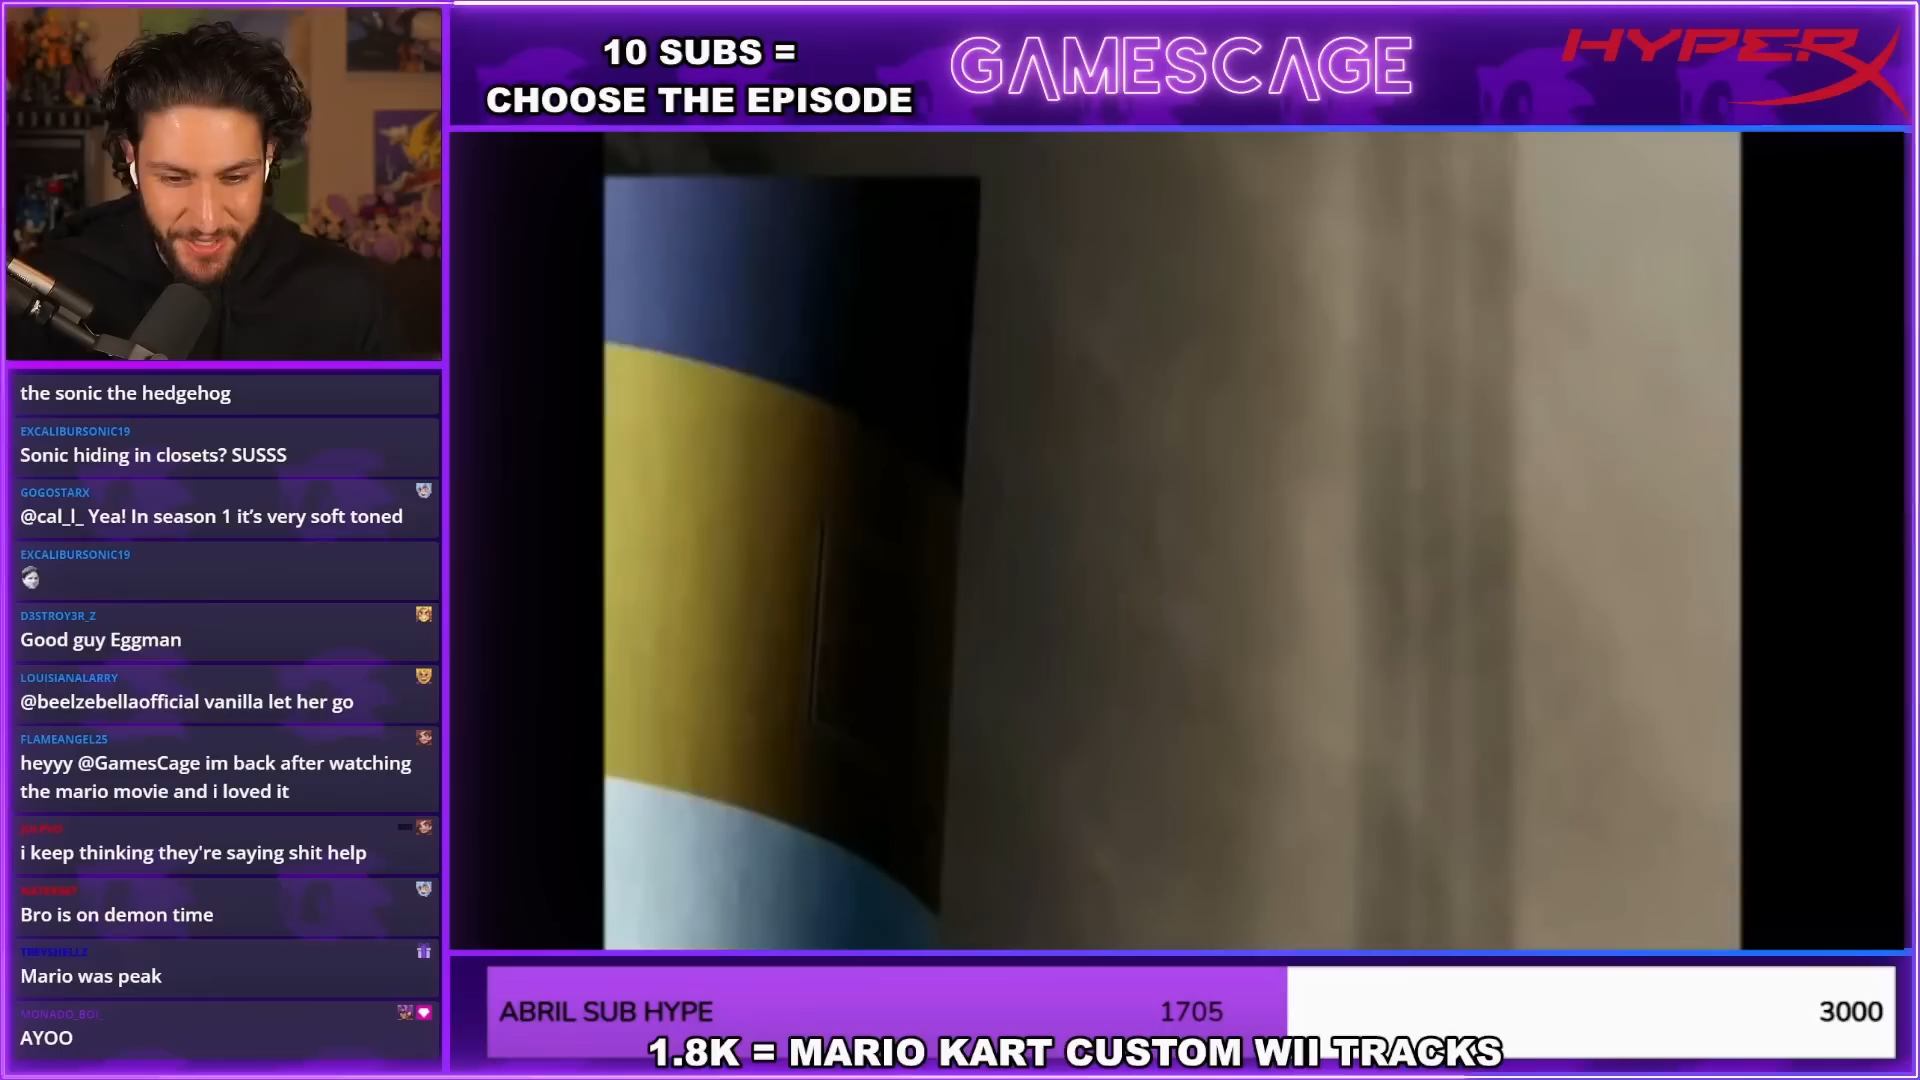 10 SUBS =
CHOOSE THE EPISODE
GAMESCAGE
HYPERX
the sonic the hedgehog
EXCALIBURSONIC19
Sonic hiding in closets? SUSSS
GOGOSTARX
@cal_l_ Yea! In season 1 it’s very soft toned
EXCALIBURSONIC19
D3STROY3R_Z
Good guy Eggman
LOUISIANALARRY
@beelzebellaofficial vanilla let her go
FLAMEANGEL25
heyyy @GamesCage im back after watching
the mario movie and i loved it
i keep thinking they're saying shit help
Bro is on demon time
TREYSHELLZ
Mario was peak
MONADO_BOI_
AYOO
ABRIL SUB HYPE 1705 3000
1.8K = MARIO KART CUSTOM WII TRACKS